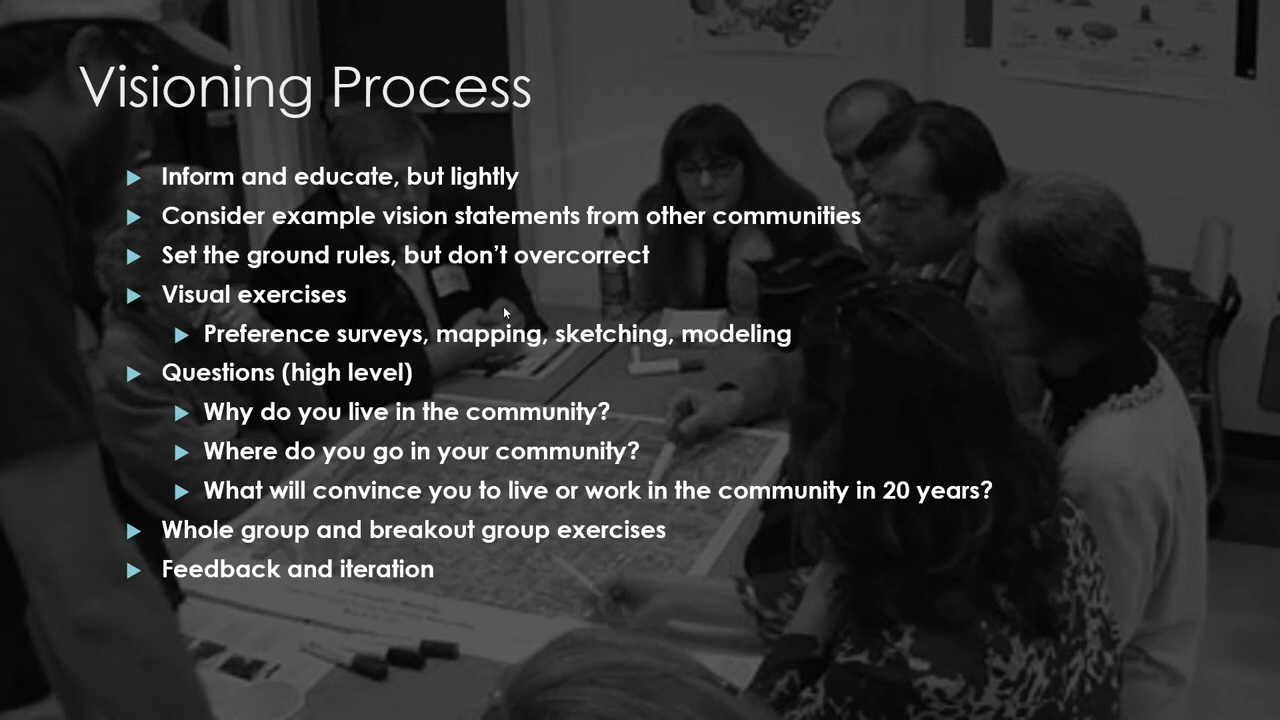 Visioning Process
Inform and educate, but lightly
Consider example vision statements from other communities
Set the ground rules, but don’t overcorrect
Visual exercises
Preference surveys, mapping, sketching, modeling
Questions (high level)
Why do you live in the community?
Where do you go in your community?
What will convince you to live or work in the community in 20 years?
Whole group and breakout group exercises
Feedback and iteration